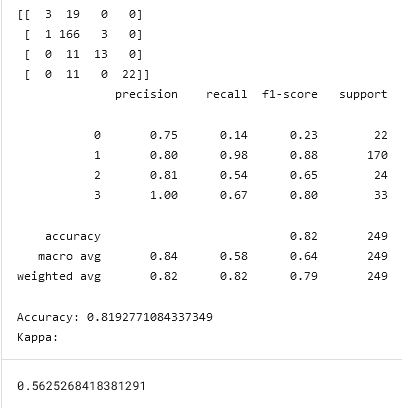 [[  3  19   0   0]
 [  1 166   3   0]
 [  0  11  13   0]
 [  0  11   0  22]]
              precision    recall  f1-score   support

           0       0.75      0.14      0.23        22
           1       0.80      0.98      0.88       170
           2       0.81      0.54      0.65        24
           3       1.00      0.67      0.80        33

    accuracy                           0.82       249
   macro avg       0.84      0.58      0.64       249
weighted avg       0.82      0.82      0.79       249

Accuracy: 0.8192771084337349
Kappa:
0.5625268418381291